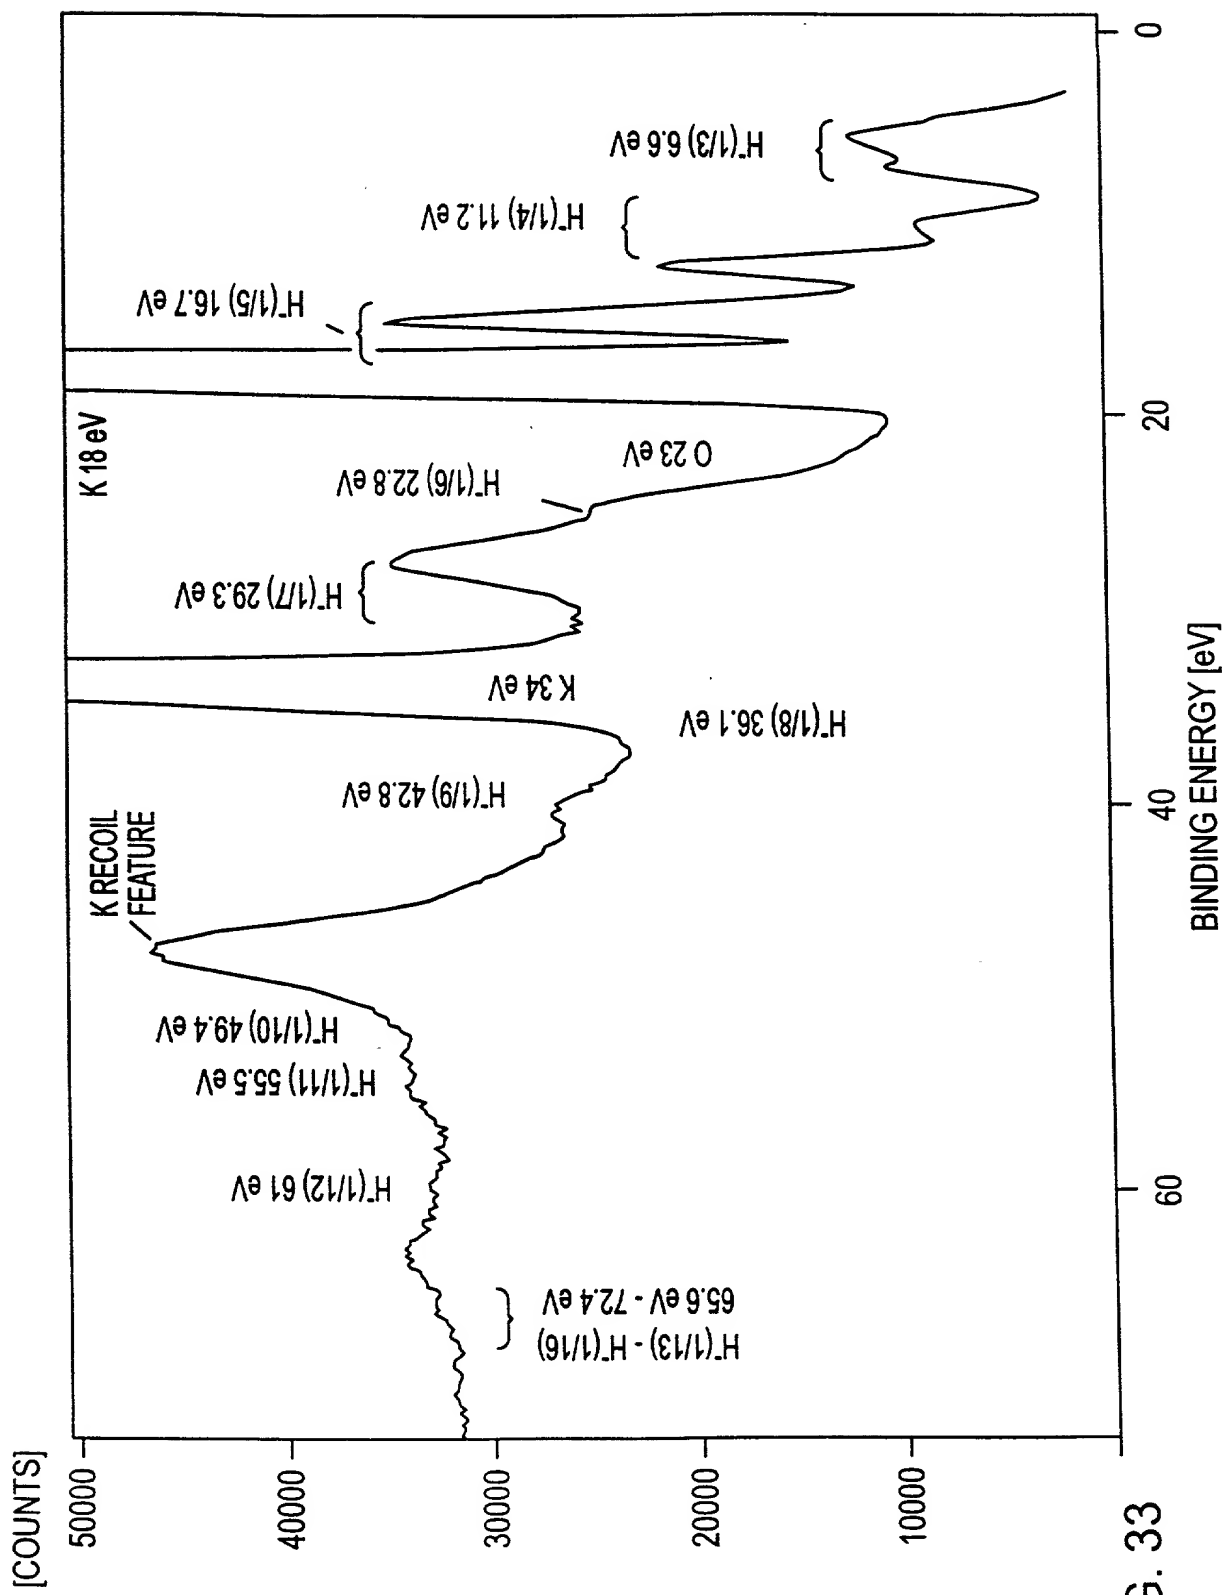 [COUNTS]
50000
40000
30000
20000
10000
60
40
20
0
BINDING ENERGY [eV]
K RECOIL
FEATURE
K 18 eV
K 34 eV
O 23 eV
H⁻(1/3) 6.6 eV
H⁻(1/4) 11.2 eV
H⁻(1/5) 16.7 eV
H⁻(1/6) 22.8 eV
H⁻(1/7) 29.3 eV
H⁻(1/8) 36.1 eV
H⁻(1/9) 42.8 eV
H⁻(1/10) 49.4 eV
H⁻(1/11) 55.5 eV
H⁻(1/12) 61 eV
H⁻(1/13) - H⁻(1/16)
65.6 eV - 72.4 eV
G. 33